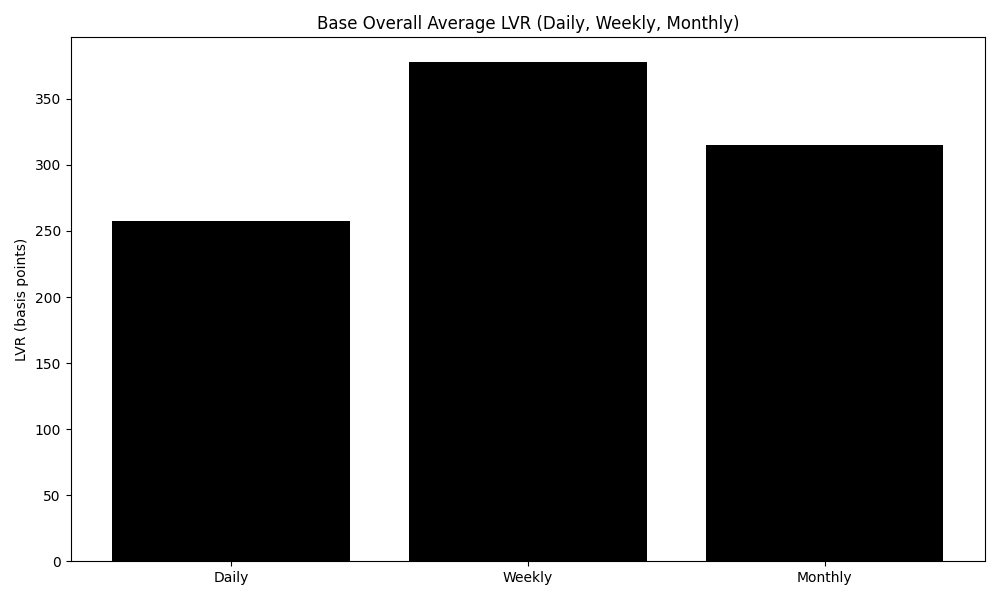 Base Overall Average LVR (Daily, Weekly, Monthly)
LVR (basis points)
350
300
250
200
150
100
50
0
Daily
Weekly
Monthly